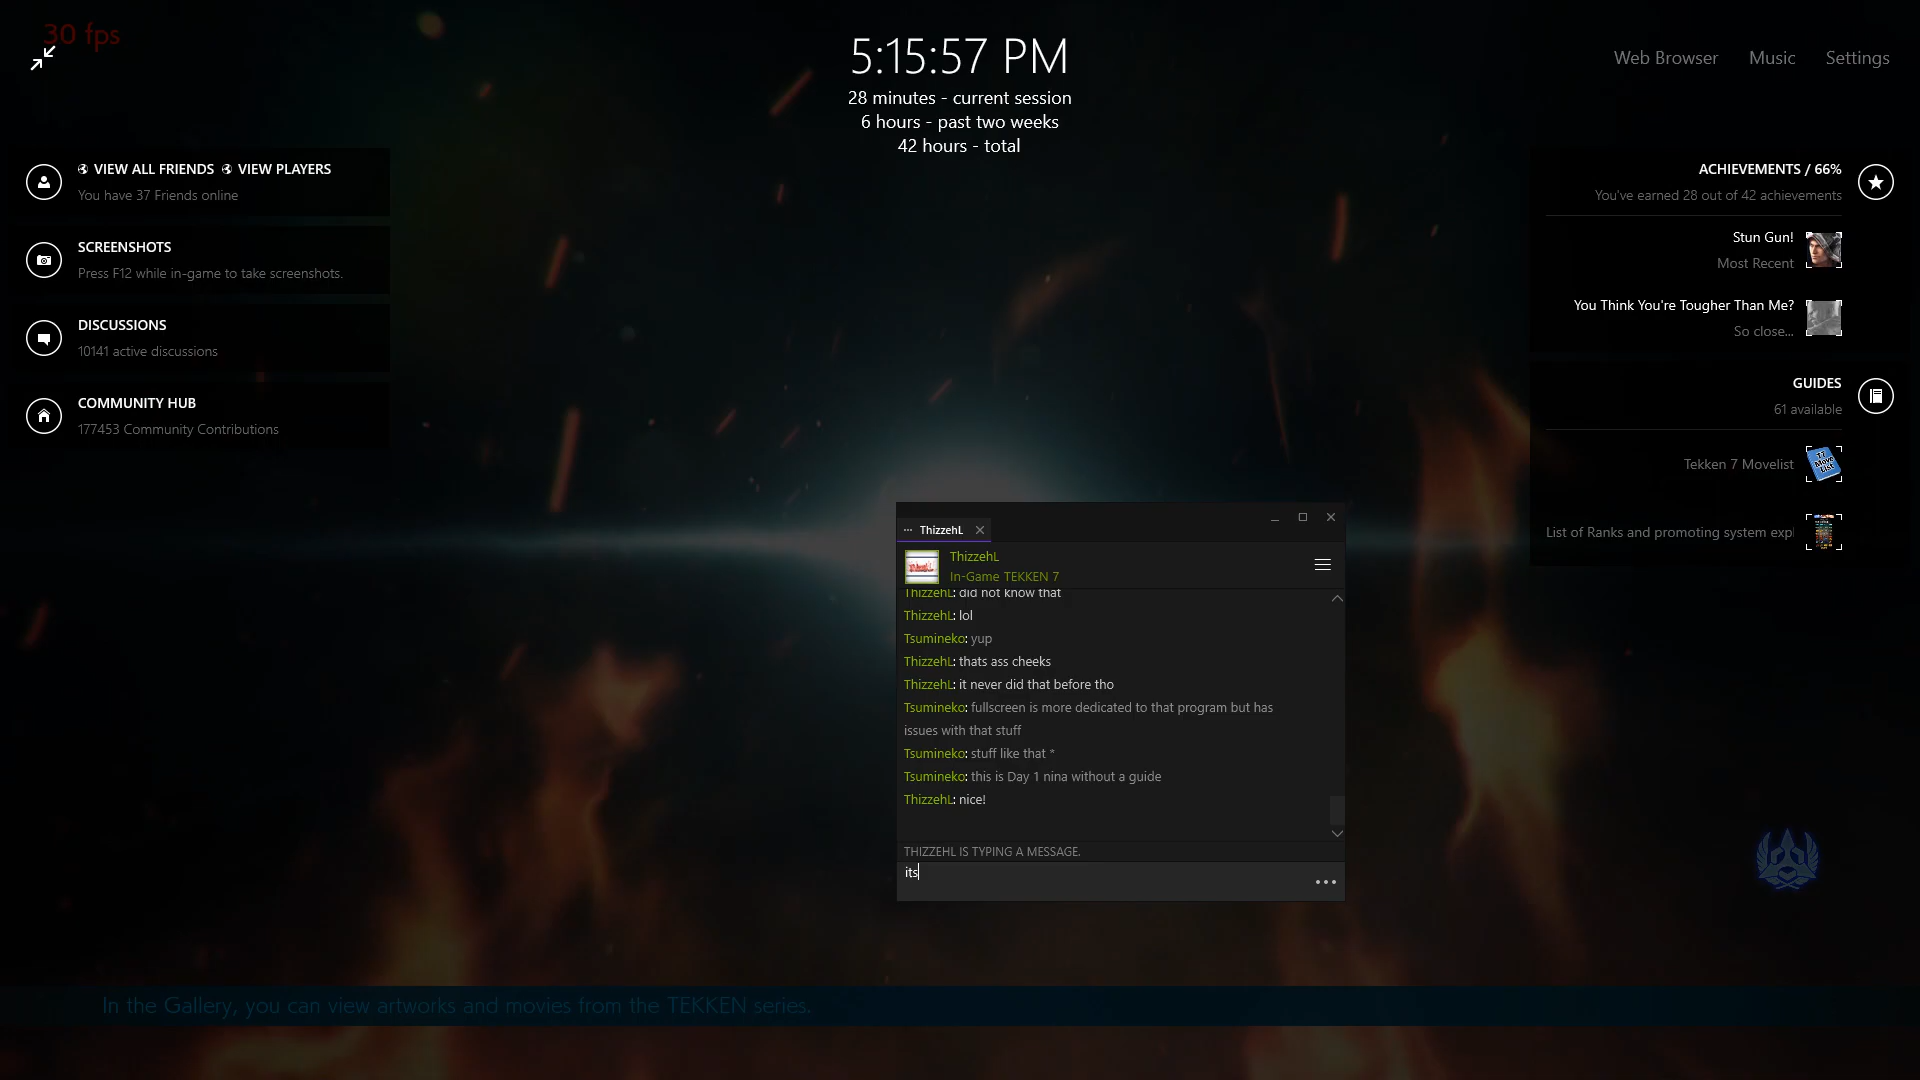 30 fps
5:15:57 PM
28 minutes - current session
6 hours - past two weeks
42 hours - total
Web Browser Music Settings
VIEW ALL FRIENDS VIEW PLAYERS
You have 37 Friends online
SCREENSHOTS
Press F12 while in-game to take screenshots.
DISCUSSIONS
10141 active discussions
COMMUNITY HUB
177453 Community Contributions
ACHIEVEMENTS / 66%
You've earned 28 out of 42 achievements
Stun Gun!
Most Recent
You Think You're Tougher Than Me?
So close...
GUIDES
61 available
Tekken 7 Movelist
T7 Move List
List of Ranks and promoting system expl
ThizzehL
ThizzehL
In-Game TEKKEN 7
ThizzehL: did not know that
ThizzehL: lol
Tsumineko: yup
ThizzehL: thats ass cheeks
ThizzehL: it never did that before tho
Tsumineko: fullscreen is more dedicated to that program but has
issues with that stuff
Tsumineko: stuff like that *
Tsumineko: this is Day 1 nina without a guide
ThizzehL: nice!
THIZZEHL IS TYPING A MESSAGE.
its
In the Gallery, you can view artworks and movies from the TEKKEN series.